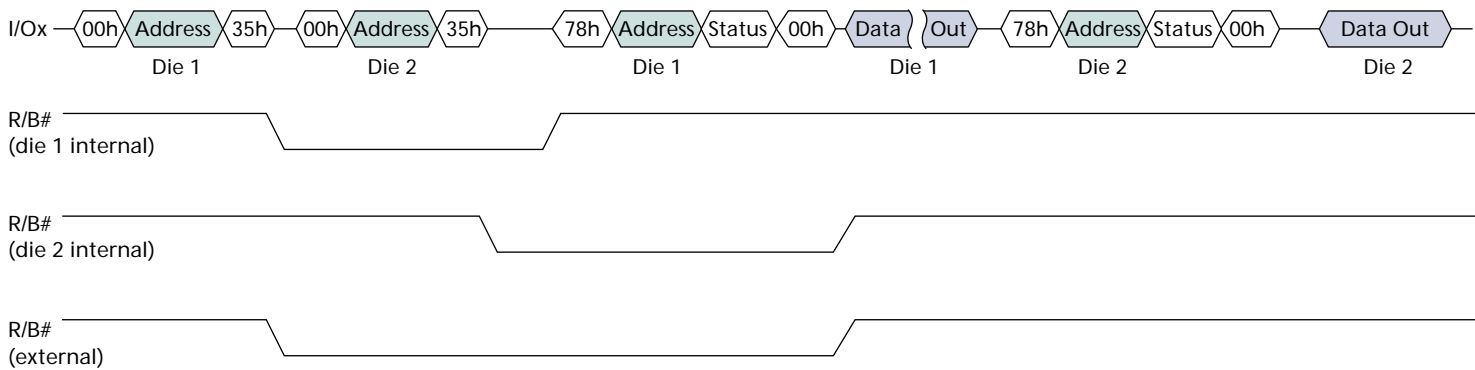 I/Ox 00h Address 35h 00h Address 35h 78h Address Status 00h Data Out 78h Address Status 00h Data Out
Die 1 Die 2 Die 1 Die 1 Die 2 Die 2
R/B#
(die 1 internal)
R/B#
(die 2 internal)
R/B#
(external)